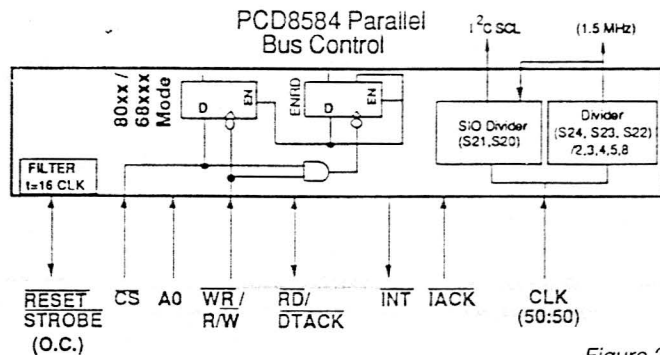 PCD8584 Parallel
Bus Control
I²C SCL
(1.5 MHz)
80xx /
68xxx
Mode
EN
D
ENRD
EN
D
SIO Divider
(S21,S20)
Divider
(S24, S23, S22)
/2,3,4,5,8
FILTER
t=16 CLK
RESET
STROBE
(O.C.)
CS
A0
WR /
R/W
RD/
DTACK
INT
IACK
CLK
(50:50)